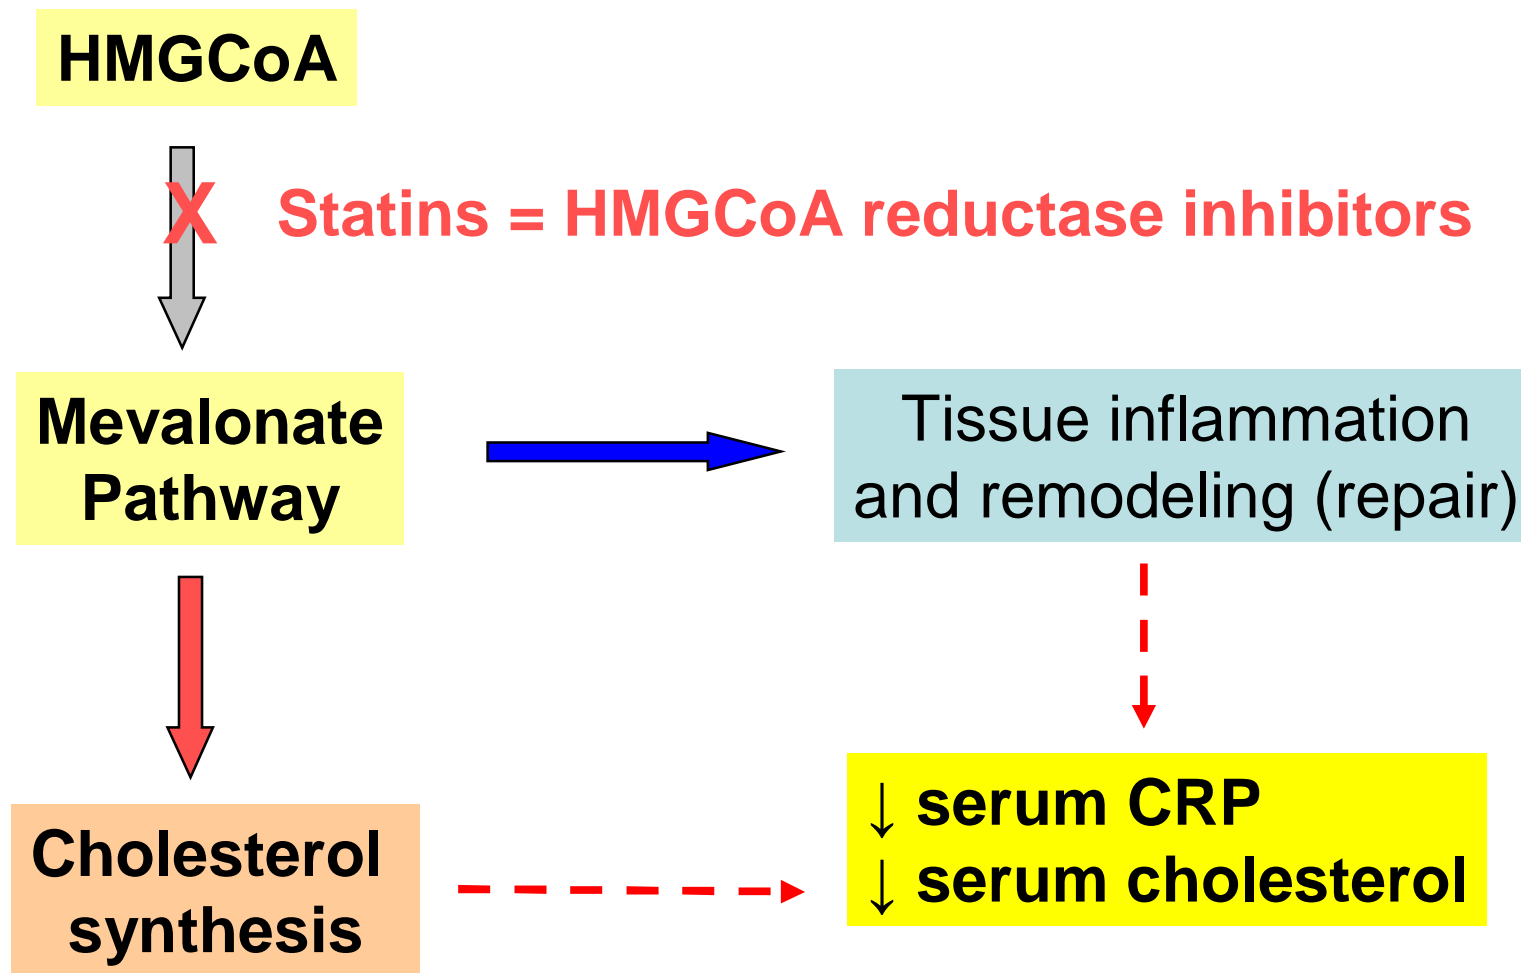 HMGCoA
X
Statins = HMGCoA reductase inhibitors
Mevalonate
Pathway
Tissue inflammation
and remodeling (repair)
Cholesterol
synthesis
↓ serum CRP
↓ serum cholesterol